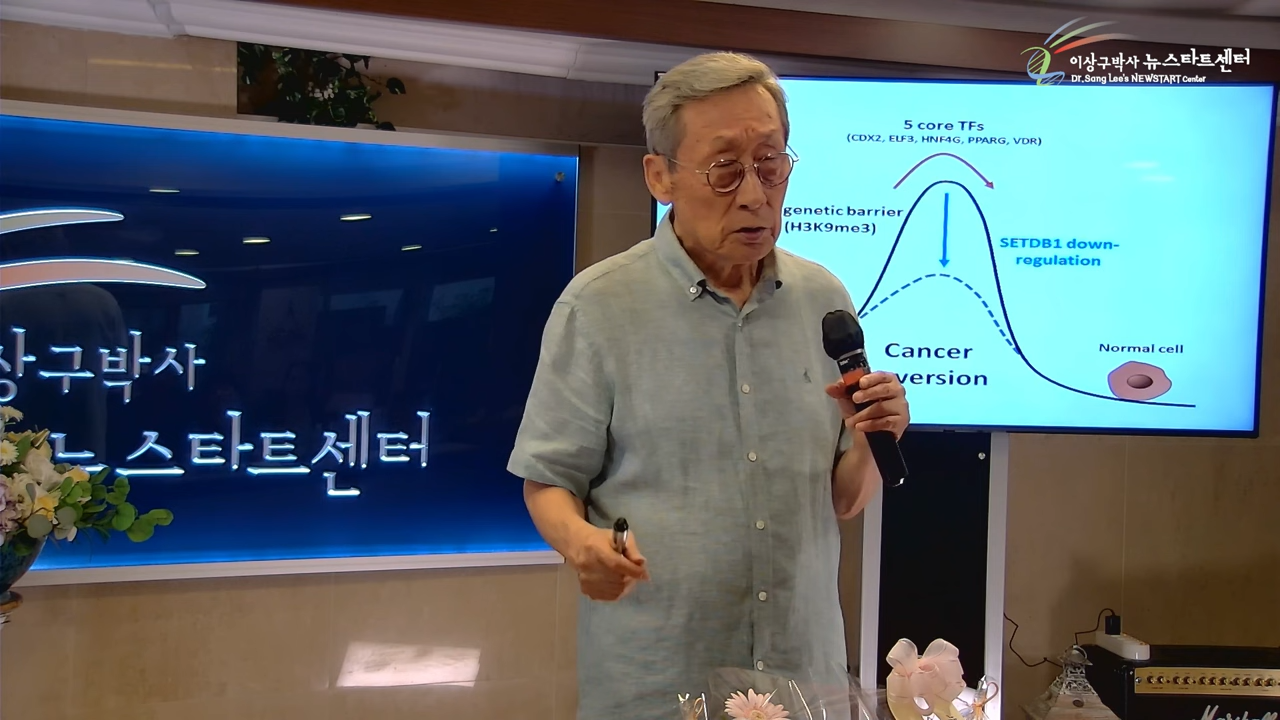 이상구박사 뉴스타트센터
Dr. Sang Lee's NEWSTART Center
5 core TFs
(CDX2, ELF3, HNF4G, PPARG, VDR)
genetic barrier
(H3K9me3)
SETDB1 down-
regulation
Cancer
version
Normal cell
상구박사
뉴스타트센터
Marshall